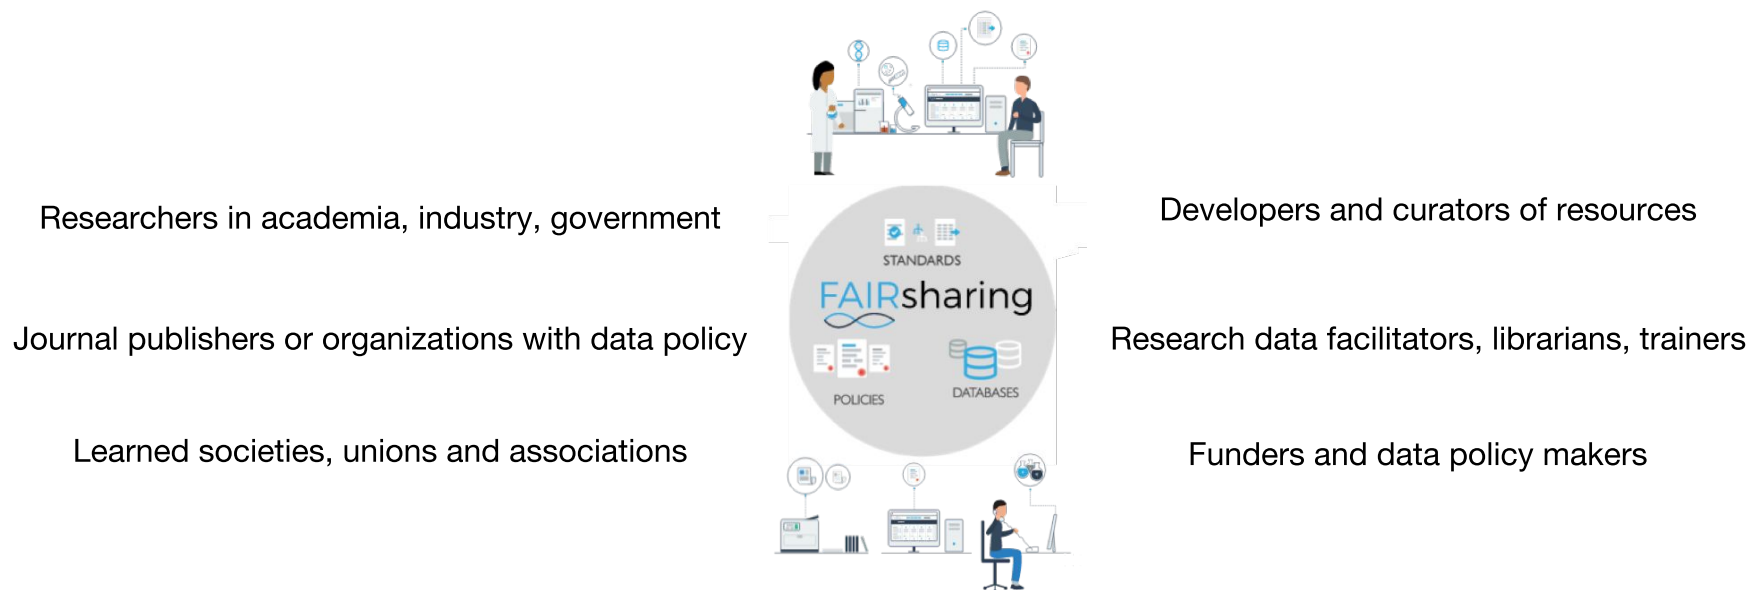 Researchers in academia, industry, government
Journal publishers or organizations with data policy
Learned societies, unions and associations
STANDARDS
FAIRsharing
POLICIES
DATABASES
Developers and curators of resources
Research data facilitators, librarians, trainers
Funders and data policy makers